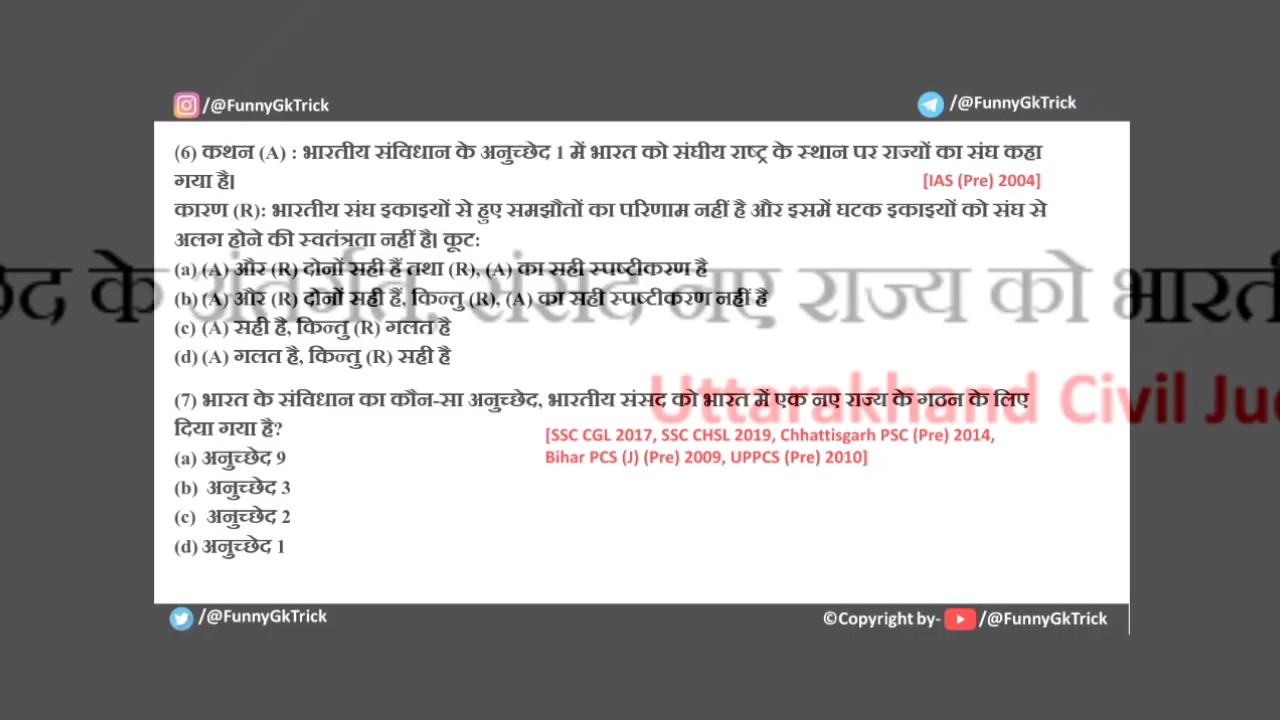 /@FunnyGkTrick
/@FunnyGkTrick
(6) कथन (A) : भारतीय संविधान के अनुच्छेद 1 में भारत को संघीय राष्ट्र के स्थान पर राज्यों का संघ कहा
गया है।
[IAS (Pre) 2004]
कारण (R): भारतीय संघ इकाइयों से हुए समझौतों का परिणाम नहीं है और इसमें घटक इकाइयों को संघ से
अलग होने की स्वतंत्रता नहीं है। कूट:
(a) (A) और (R) दोनों सही हैं तथा (R), (A) का सही स्पष्टीकरण है
(b) (A) और (R) दोनों सही हैं, किन्तु (R), (A) का सही स्पष्टीकरण नहीं है
के अंतर्गत, संसद नए राज्य को
(c) (A) सही है, किन्तु (R) गलत है
(d) (A) गलत है, किन्तु (R) सही है
(7) भारत के संविधान का कौन-सा अनुच्छेद, भारतीय संसद को भारत में एक नए राज्य के गठन के लिए
Uttarakhand Civil
दिया गया है?
[SSC CGL 2017, SSC CHSL 2019, Chhattisgarh PSC (Pre) 2014,
Bihar PCS (J) (Pre) 2009, UPPCS (Pre) 2010]
(a) अनुच्छेद 9
(b) अनुच्छेद 3
(c) अनुच्छेद 2
(d) अनुच्छेद 1
/@FunnyGkTrick
©Copyright by- /@FunnyGkTrick